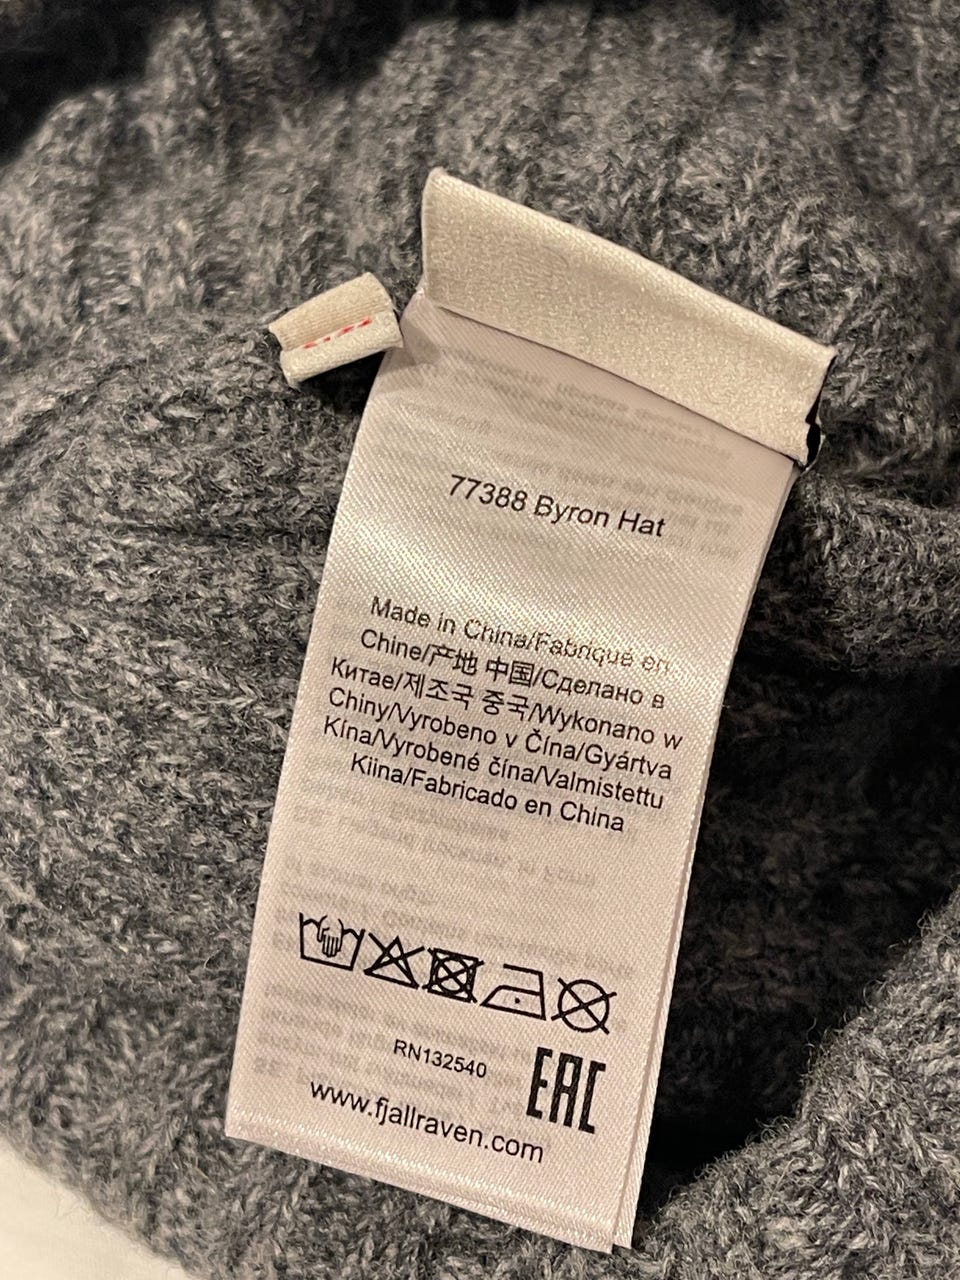 77388 Byron Hat
Made in China/Fabriqué en
Chine/产地 中国/Сделано в
Китае/제조국 중국/Wykonano w
Chiny/Vyrobeno v Čína/Gyártva
Kína/Vyrobené čína/Valmistettu
Kiina/Fabricado en China
RN132540
EAC
www.fjallraven.com